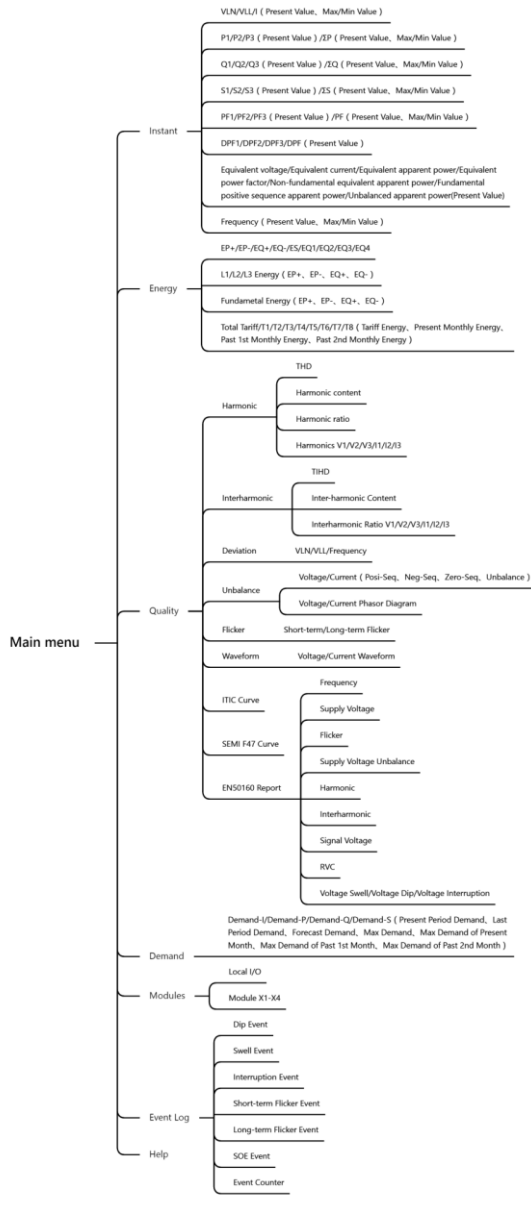 VLN/VLL/I ( Present Value、Max/Min Value )
P1/P2/P3 ( Present Value ) /ΣP ( Present Value、Max/Min Value )
Q1/Q2/Q3 ( Present Value ) /ΣQ ( Present Value、Max/Min Value )
S1/S2/S3 ( Present Value ) /ΣS ( Present Value、Max/Min Value )
PF1/PF2/PF3 ( Present Value ) /PF ( Present Value、Max/Min Value )
Instant
DPF1/DPF2/DPF3/DPF ( Present Value )
Equivalent voltage/Equivalent current/Equivalent apparent power/Equivalent
power factor/Non-fundamental equivalent apparent power/Fundamental
positive sequence apparent power/Unbalanced apparent power(Present Value)
Frequency ( Present Value、Max/Min Value )
EP+/EP-/EQ+/EQ-/ES/EQ1/EQ2/EQ3/EQ4
L1/L2/L3 Energy ( EP+、EP-、EQ+、EQ- )
Energy
Fundametal Energy ( EP+、EP-、EQ+、EQ- )
Total Tariff/T1/T2/T3/T4/T5/T6/T7/T8 ( Tariff Energy、Present Monthly Energy、
Past 1st Monthly Energy、Past 2nd Monthly Energy )
THD
Harmonic content
Harmonic
Harmonic ratio
Harmonics V1/V2/V3/I1/I2/I3
TIHD
Interharmonic
Inter-harmonic Content
Interharmonic Ratio V1/V2/V3/I1/I2/I3
Deviation
VLN/VLL/Frequency
Voltage/Current ( Posi-Seq、Neg-Seq、Zero-Seq、Unbalance )
Unbalance
Voltage/Current Phasor Diagram
Quality
Flicker
Short-term/Long-term Flicker
Main menu
Waveform
Voltage/Current Waveform
Frequency
ITIC Curve
Supply Voltage
Flicker
SEMI F47 Curve
Supply Voltage Unbalance
EN50160 Report
Harmonic
Interharmonic
Signal Voltage
RVC
Voltage Swell/Voltage Dip/Voltage Interruption
Demand-I/Demand-P/Demand-Q/Demand-S ( Present Period Demand、Last
Period Demand、Forecast Demand、Max Demand、Max Demand of Present
Month、Max Demand of Past 1st Month、Max Demand of Past 2nd Month )
Demand
Local I/O
Modules
Module X1-X4
Dip Event
Swell Event
Interruption Event
Short-term Flicker Event
Event Log
Long-term Flicker Event
Help
SOE Event
Event Counter